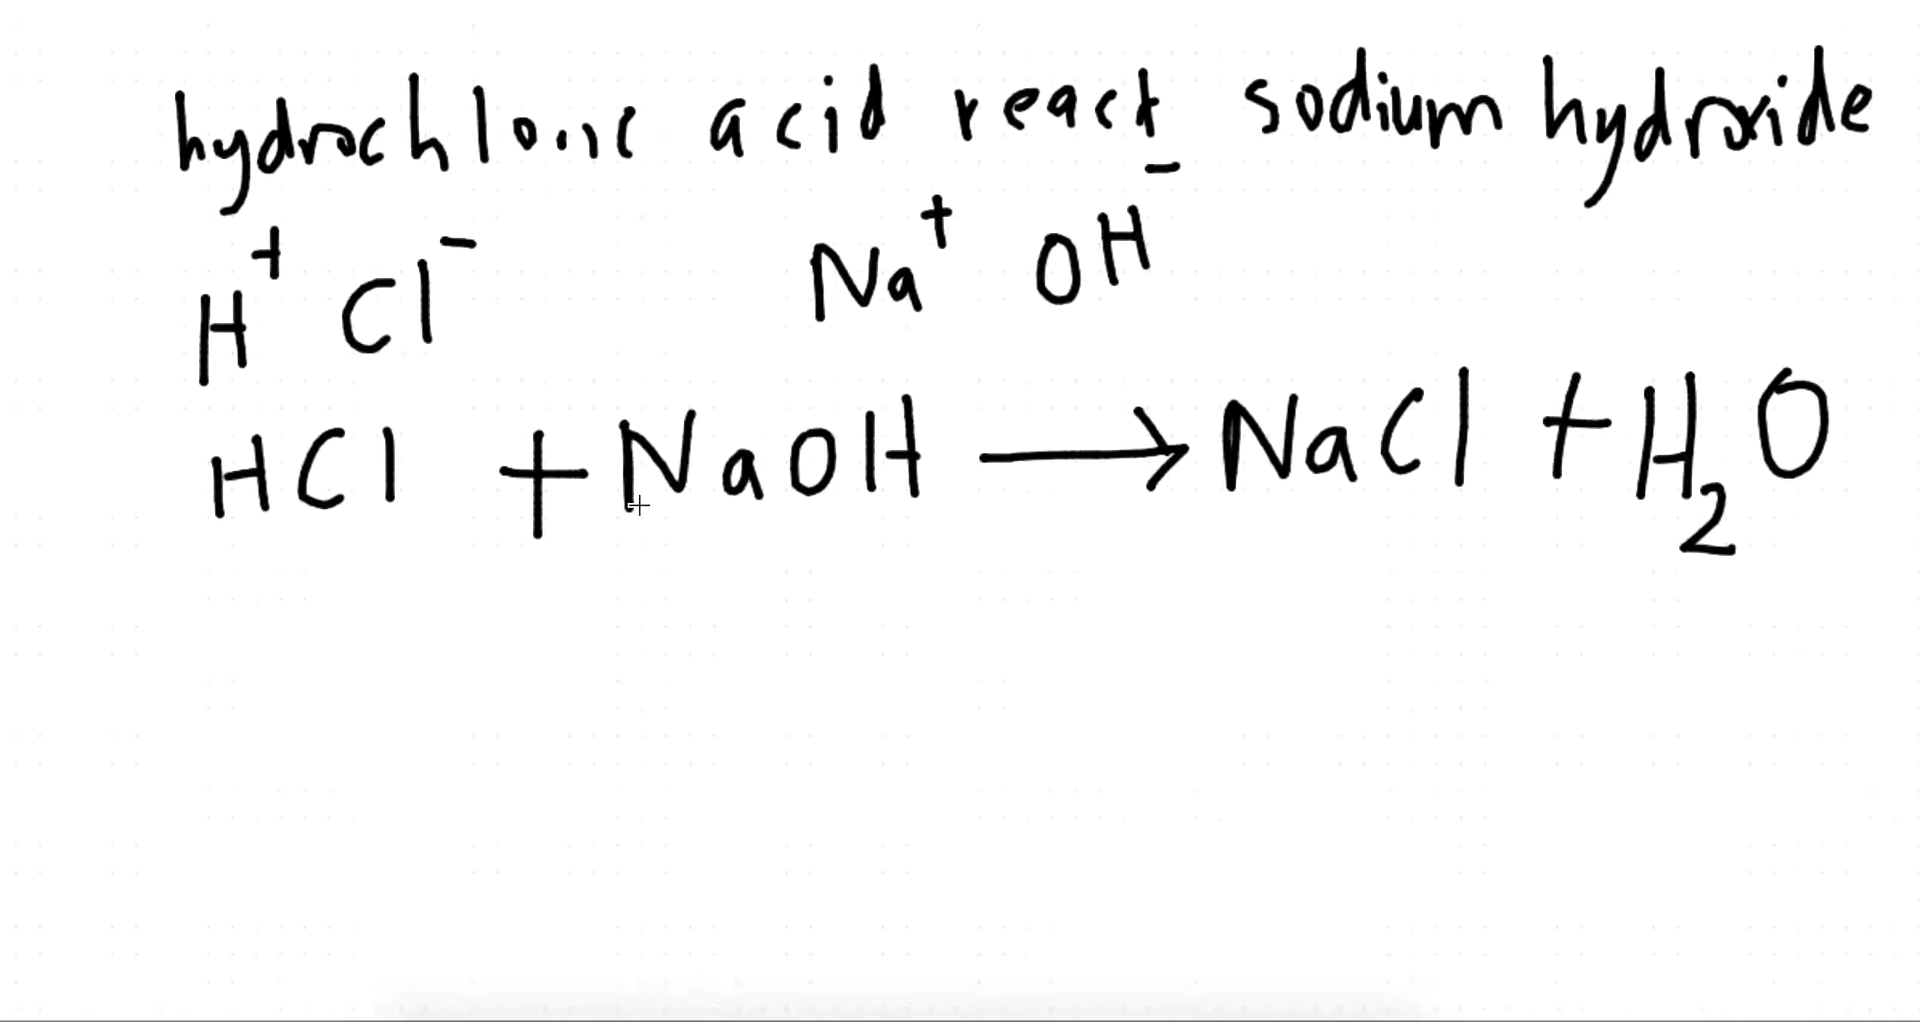 hydrochloric acid react sodium hydroxide
H⁺ Cl⁻ Na⁺ OH⁻
HCl + NaOH → NaCl + H₂O